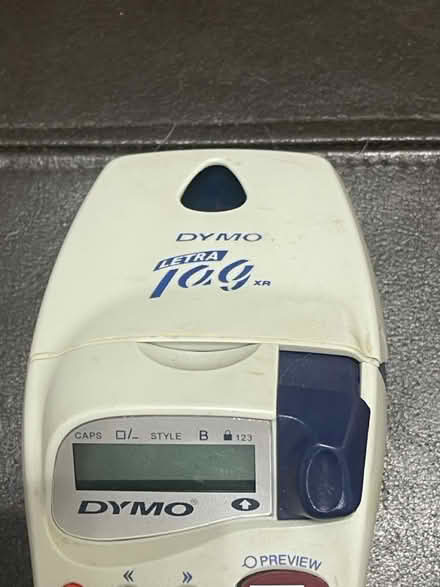 DYMO
LETRA
TAG XR
CAPS □/_ STYLE B 🔒123
DYMO®
« »
PREVIEW